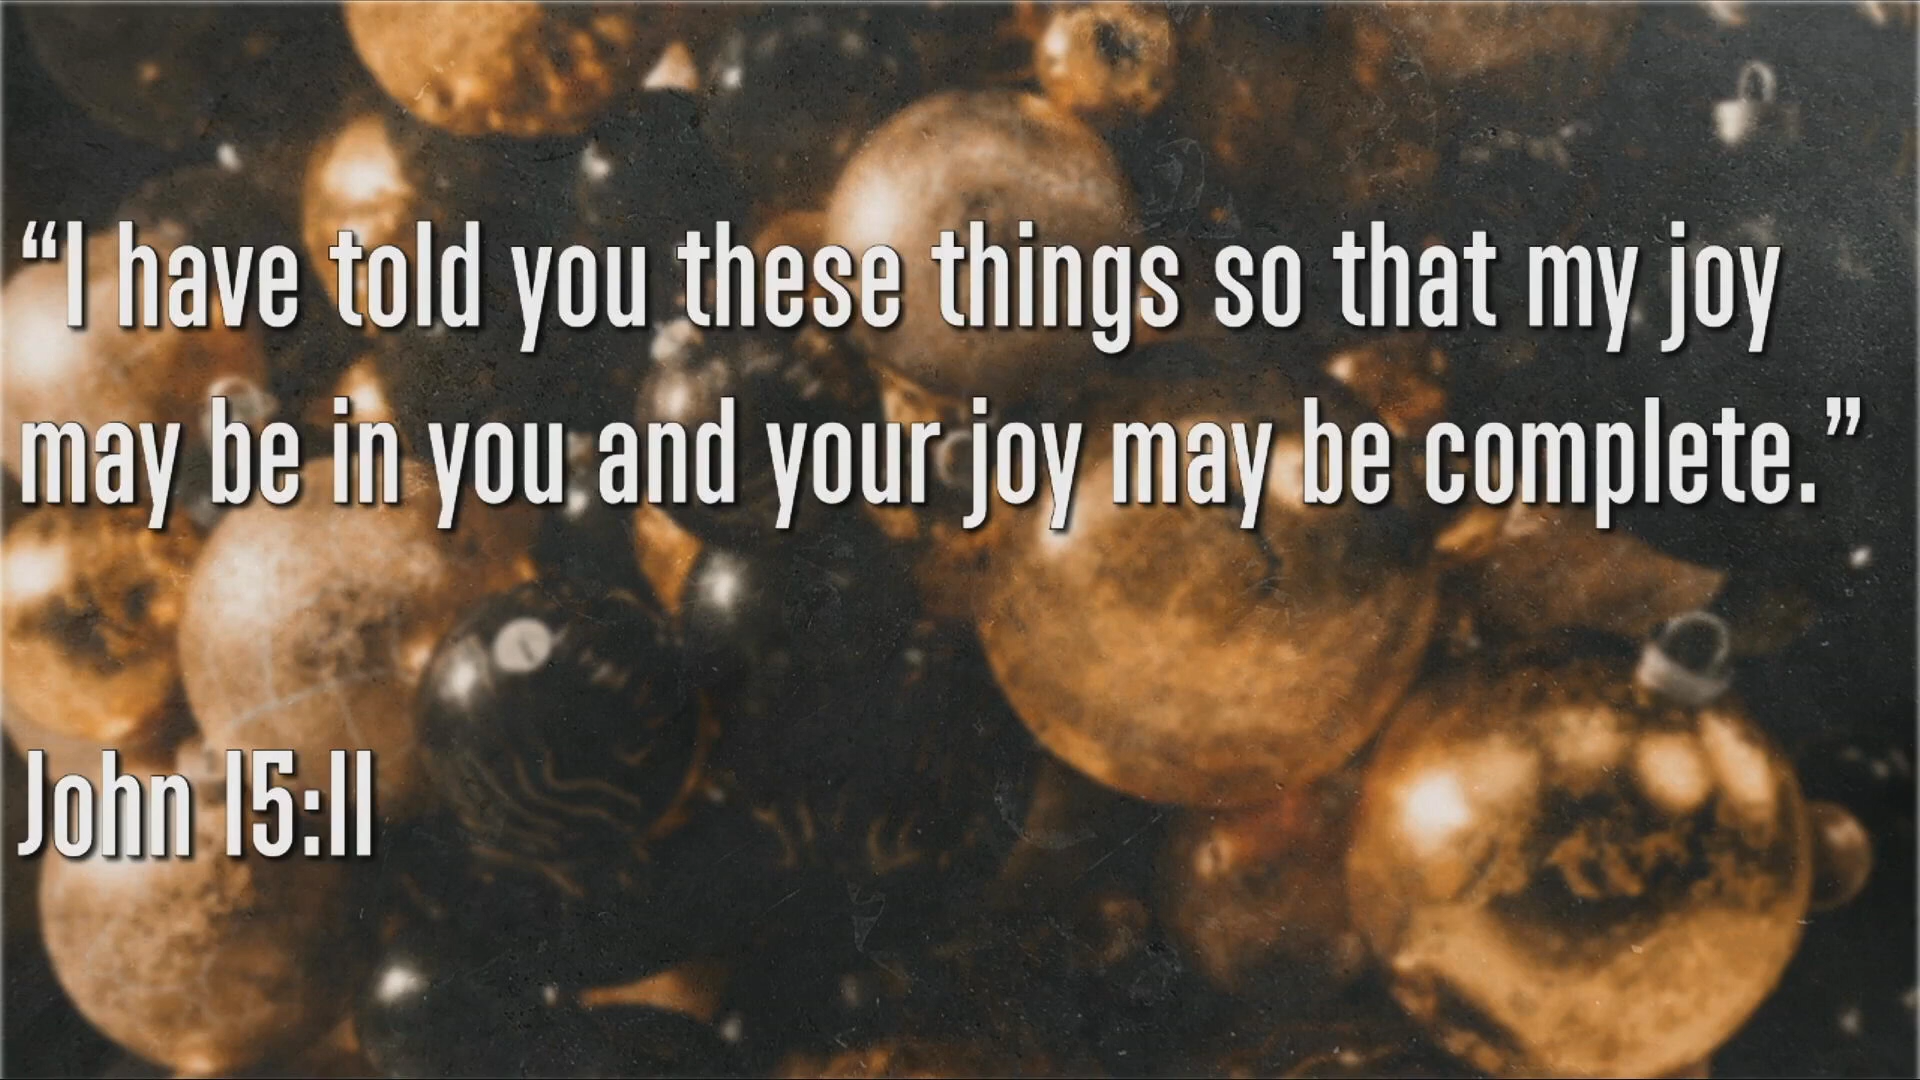 “I have told you these things so that my joy
may be in you and your joy may be complete.”
John 15:11